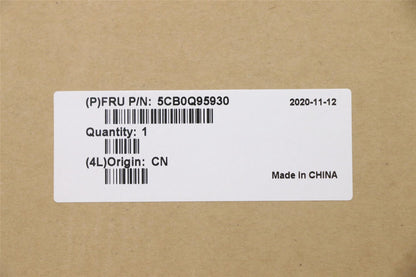 (P)FRU P/N: 5CB0Q95930 2020-11-12
Quantity: 1
(4L)Origin: CN
Made in CHINA